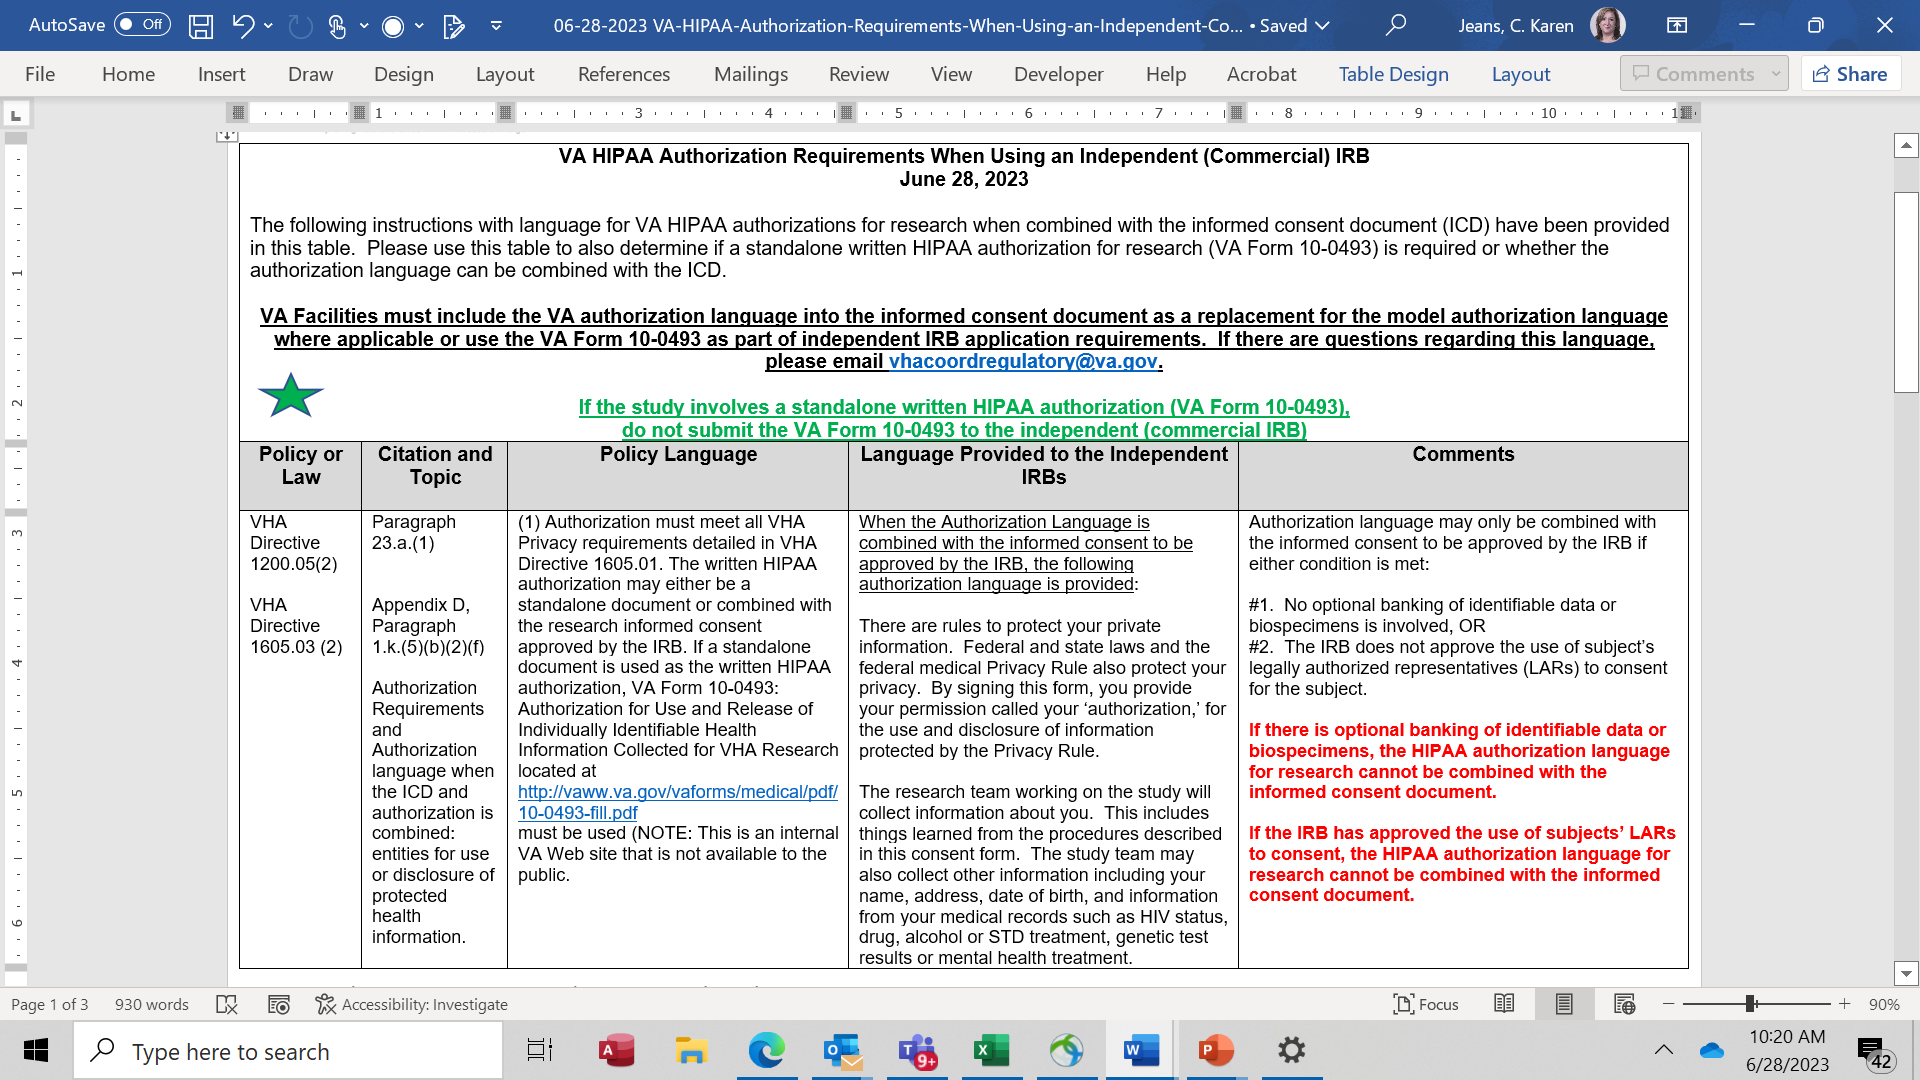 AutoSave Off
06-28-2023 VA-HIPAA-Authorization-Requirements-When-Using-an-Independent-Co... • Saved
Jeans, C. Karen
File Home Insert Draw Design Layout References Mailings Review View Developer Help Acrobat Table Design Layout
Comments
Share
L
1 3 4 5 6 7 8 9 10
VA HIPAA Authorization Requirements When Using an Independent (Commercial) IRB
June 28, 2023
The following instructions with language for VA HIPAA authorizations for research when combined with the informed consent document (ICD) have been provided
in this table. Please use this table to also determine if a standalone written HIPAA authorization for research (VA Form 10-0493) is required or whether the
authorization language can be combined with the ICD.
VA Facilities must include the VA authorization language into the informed consent document as a replacement for the model authorization language
where applicable or use the VA Form 10-0493 as part of independent IRB application requirements. If there are questions regarding this language,
please email vhacoordregulatory@va.gov.
If the study involves a standalone written HIPAA authorization (VA Form 10-0493),
do not submit the VA Form 10-0493 to the independent (commercial IRB)
Policy or
Law
Citation and
Topic
Policy Language
Language Provided to the Independent
IRBs
Comments
VHA
Directive
1200.05(2)
VHA
Directive
1605.03 (2)
Paragraph
23.a.(1)
Appendix D,
Paragraph
1.k.(5)(b)(2)(f)
Authorization
Requirements
and
Authorization
language when
the ICD and
authorization is
combined:
entities for use
or disclosure of
protected
health
information.
(1) Authorization must meet all VHA
Privacy requirements detailed in VHA
Directive 1605.01. The written HIPAA
authorization may either be a
standalone document or combined with
the research informed consent
approved by the IRB. If a standalone
document is used as the written HIPAA
authorization, VA Form 10-0493:
Authorization for Use and Release of
Individually Identifiable Health
Information Collected for VHA Research
located at
http://vaww.va.gov/vaforms/medical/pdf/
10-0493-fill.pdf
must be used (NOTE: This is an internal
VA Web site that is not available to the
public.
When the Authorization Language is
combined with the informed consent to be
approved by the IRB, the following
authorization language is provided:
There are rules to protect your private
information. Federal and state laws and the
federal medical Privacy Rule also protect your
privacy. By signing this form, you provide
your permission called your ‘authorization,’ for
the use and disclosure of information
protected by the Privacy Rule.
The research team working on the study will
collect information about you. This includes
things learned from the procedures described
in this consent form. The study team may
also collect other information including your
name, address, date of birth, and information
from your medical records such as HIV status,
drug, alcohol or STD treatment, genetic test
results or mental health treatment.
Authorization language may only be combined with
the informed consent to be approved by the IRB if
either condition is met:
#1. No optional banking of identifiable data or
biospecimens is involved, OR
#2. The IRB does not approve the use of subject’s
legally authorized representatives (LARs) to consent
for the subject.
If there is optional banking of identifiable data or
biospecimens, the HIPAA authorization language
for research cannot be combined with the
informed consent document.
If the IRB has approved the use of subjects’ LARs
to consent, the HIPAA authorization language for
research cannot be combined with the informed
consent document.
1
2
3
4
5
6
Page 1 of 3 930 words
Accessibility: Investigate
Focus
90%
Type here to search
A
O
T
9+
X
W
P
10:20 AM
6/28/2023
42